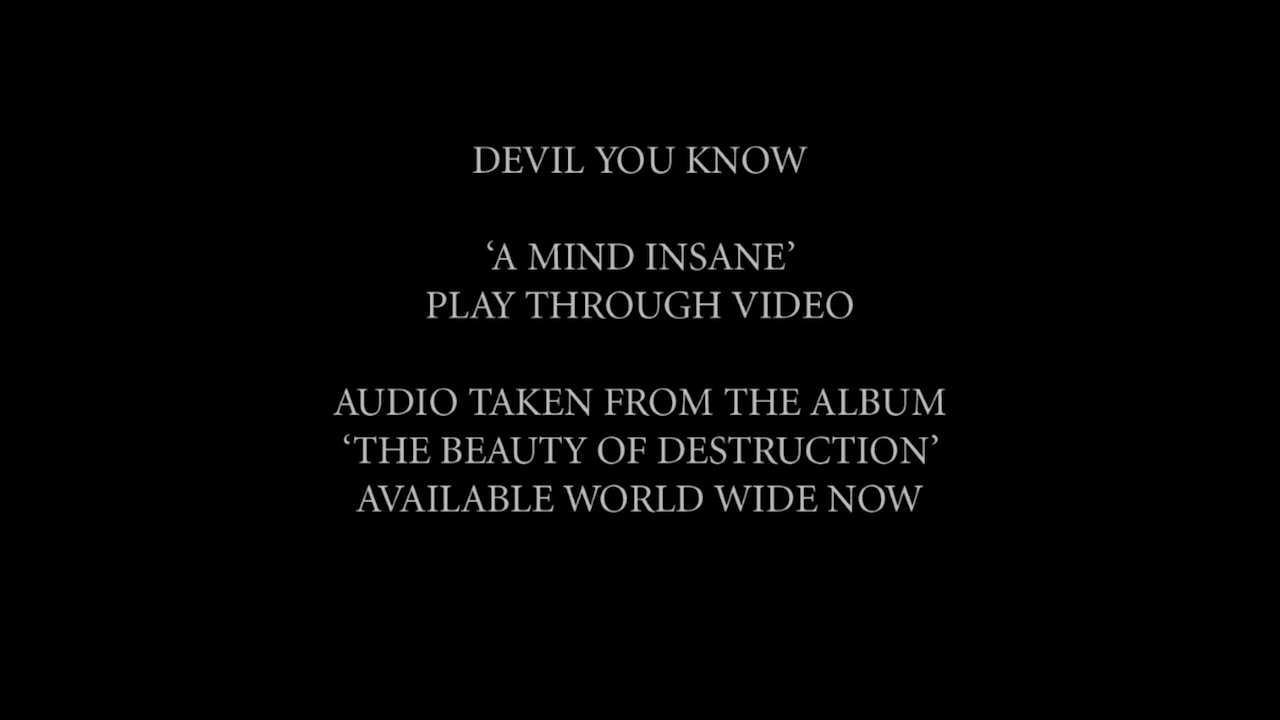 DEVIL YOU KNOW
‘A MIND INSANE’
PLAY THROUGH VIDEO
AUDIO TAKEN FROM THE ALBUM
‘THE BEAUTY OF DESTRUCTION’
AVAILABLE WORLD WIDE NOW